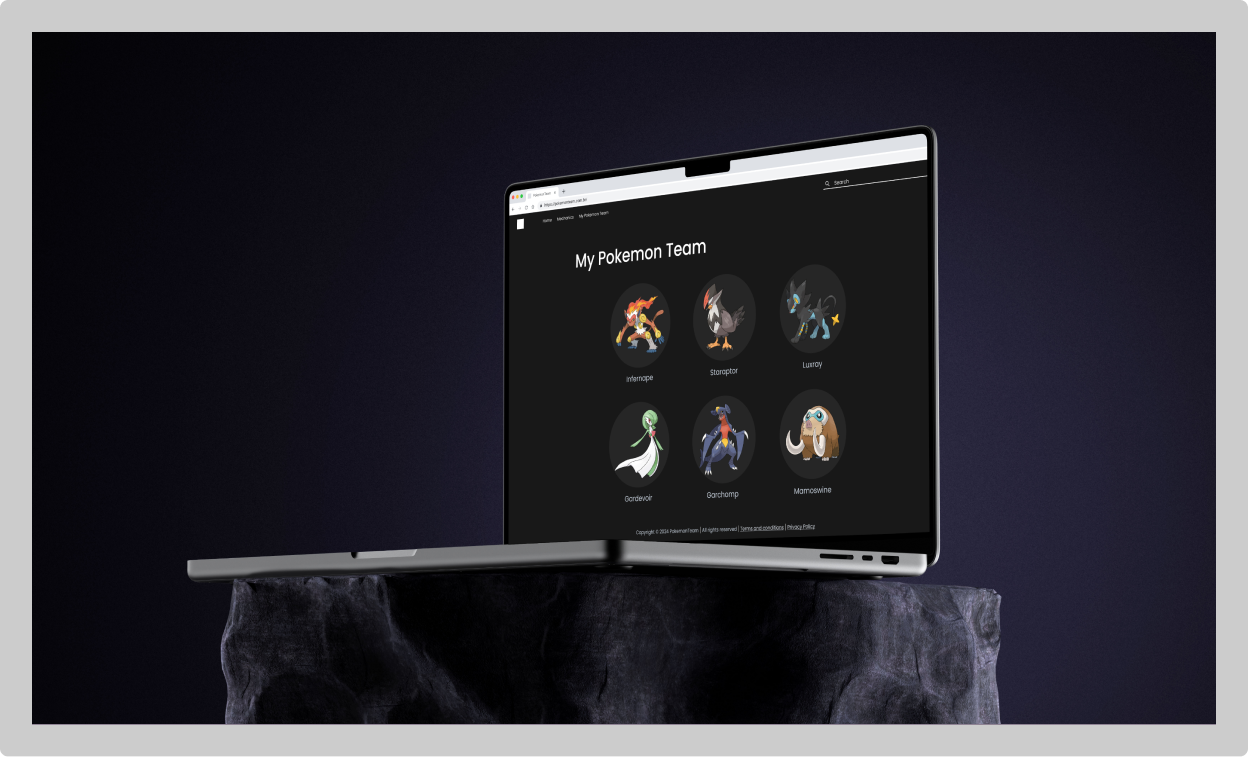 Pokemon Team
Search
Home Mechanics My Pokemon Team
My Pokemon Team
Infernape
Staraptor
Luxray
Gardevoir
Garchomp
Mamoswine
Copyright © 2024 PokemonTeam | All rights reserved | Terms and conditions | Privacy Policy